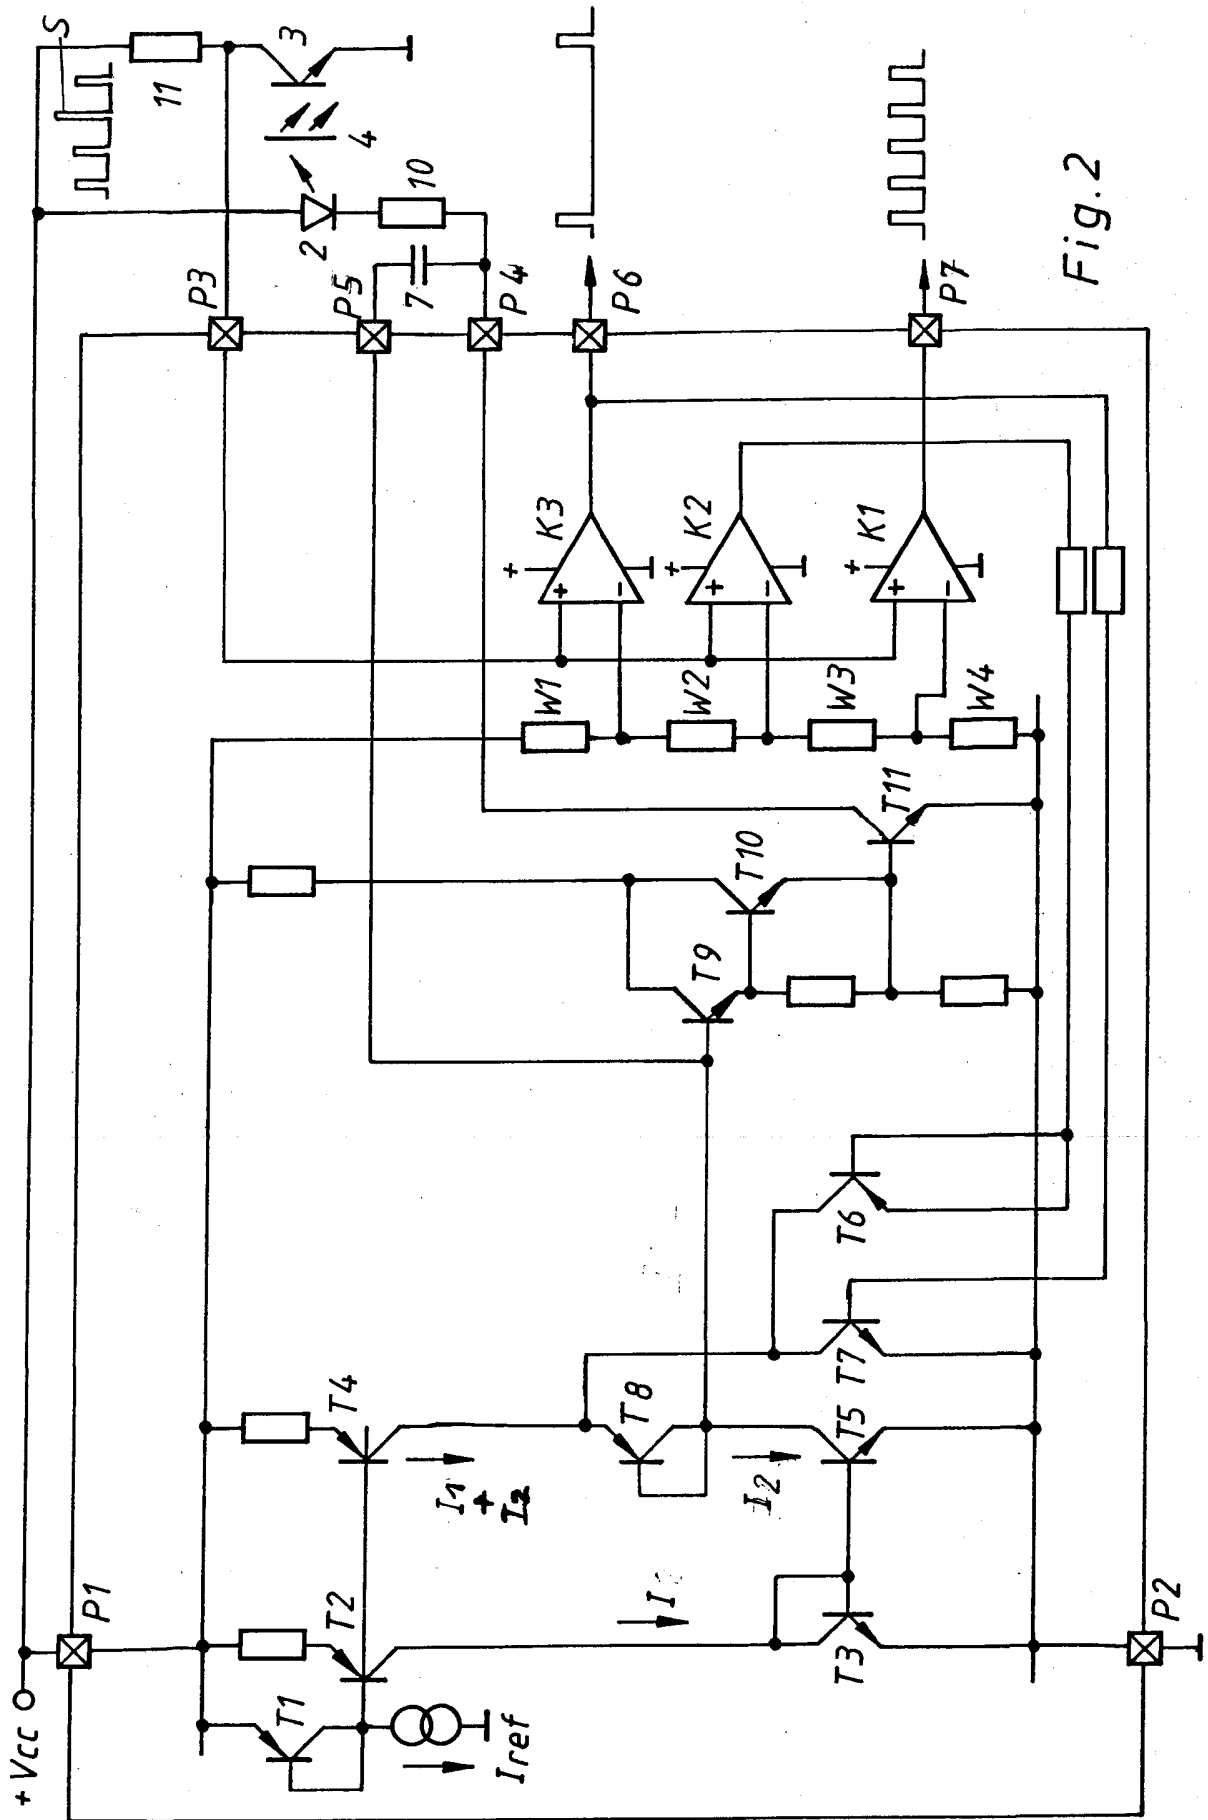 +Vcc
P1
S
11
3
4
2
10
7
P3
P5
P4
P6
P7
Fig.2
+
K3
+
-
+
K2
+
-
+
K1
+
-
W1
W2
W3
W4
T11
T10
T9
T6
T7
T8
T5
T4
I1
+
I2
I2
T2
T3
T1
Iref
P2